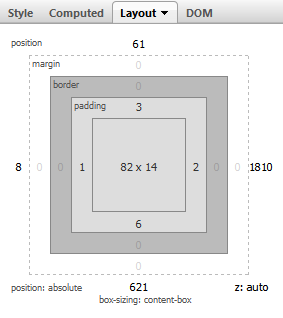 Style Computed Layout ▼ DOM
position 61
margin 0
border 0
padding 3
8 0 0 1 82 x 14 2 0 0 1810
6
0
0
position: absolute 621 z: auto
box-sizing: content-box